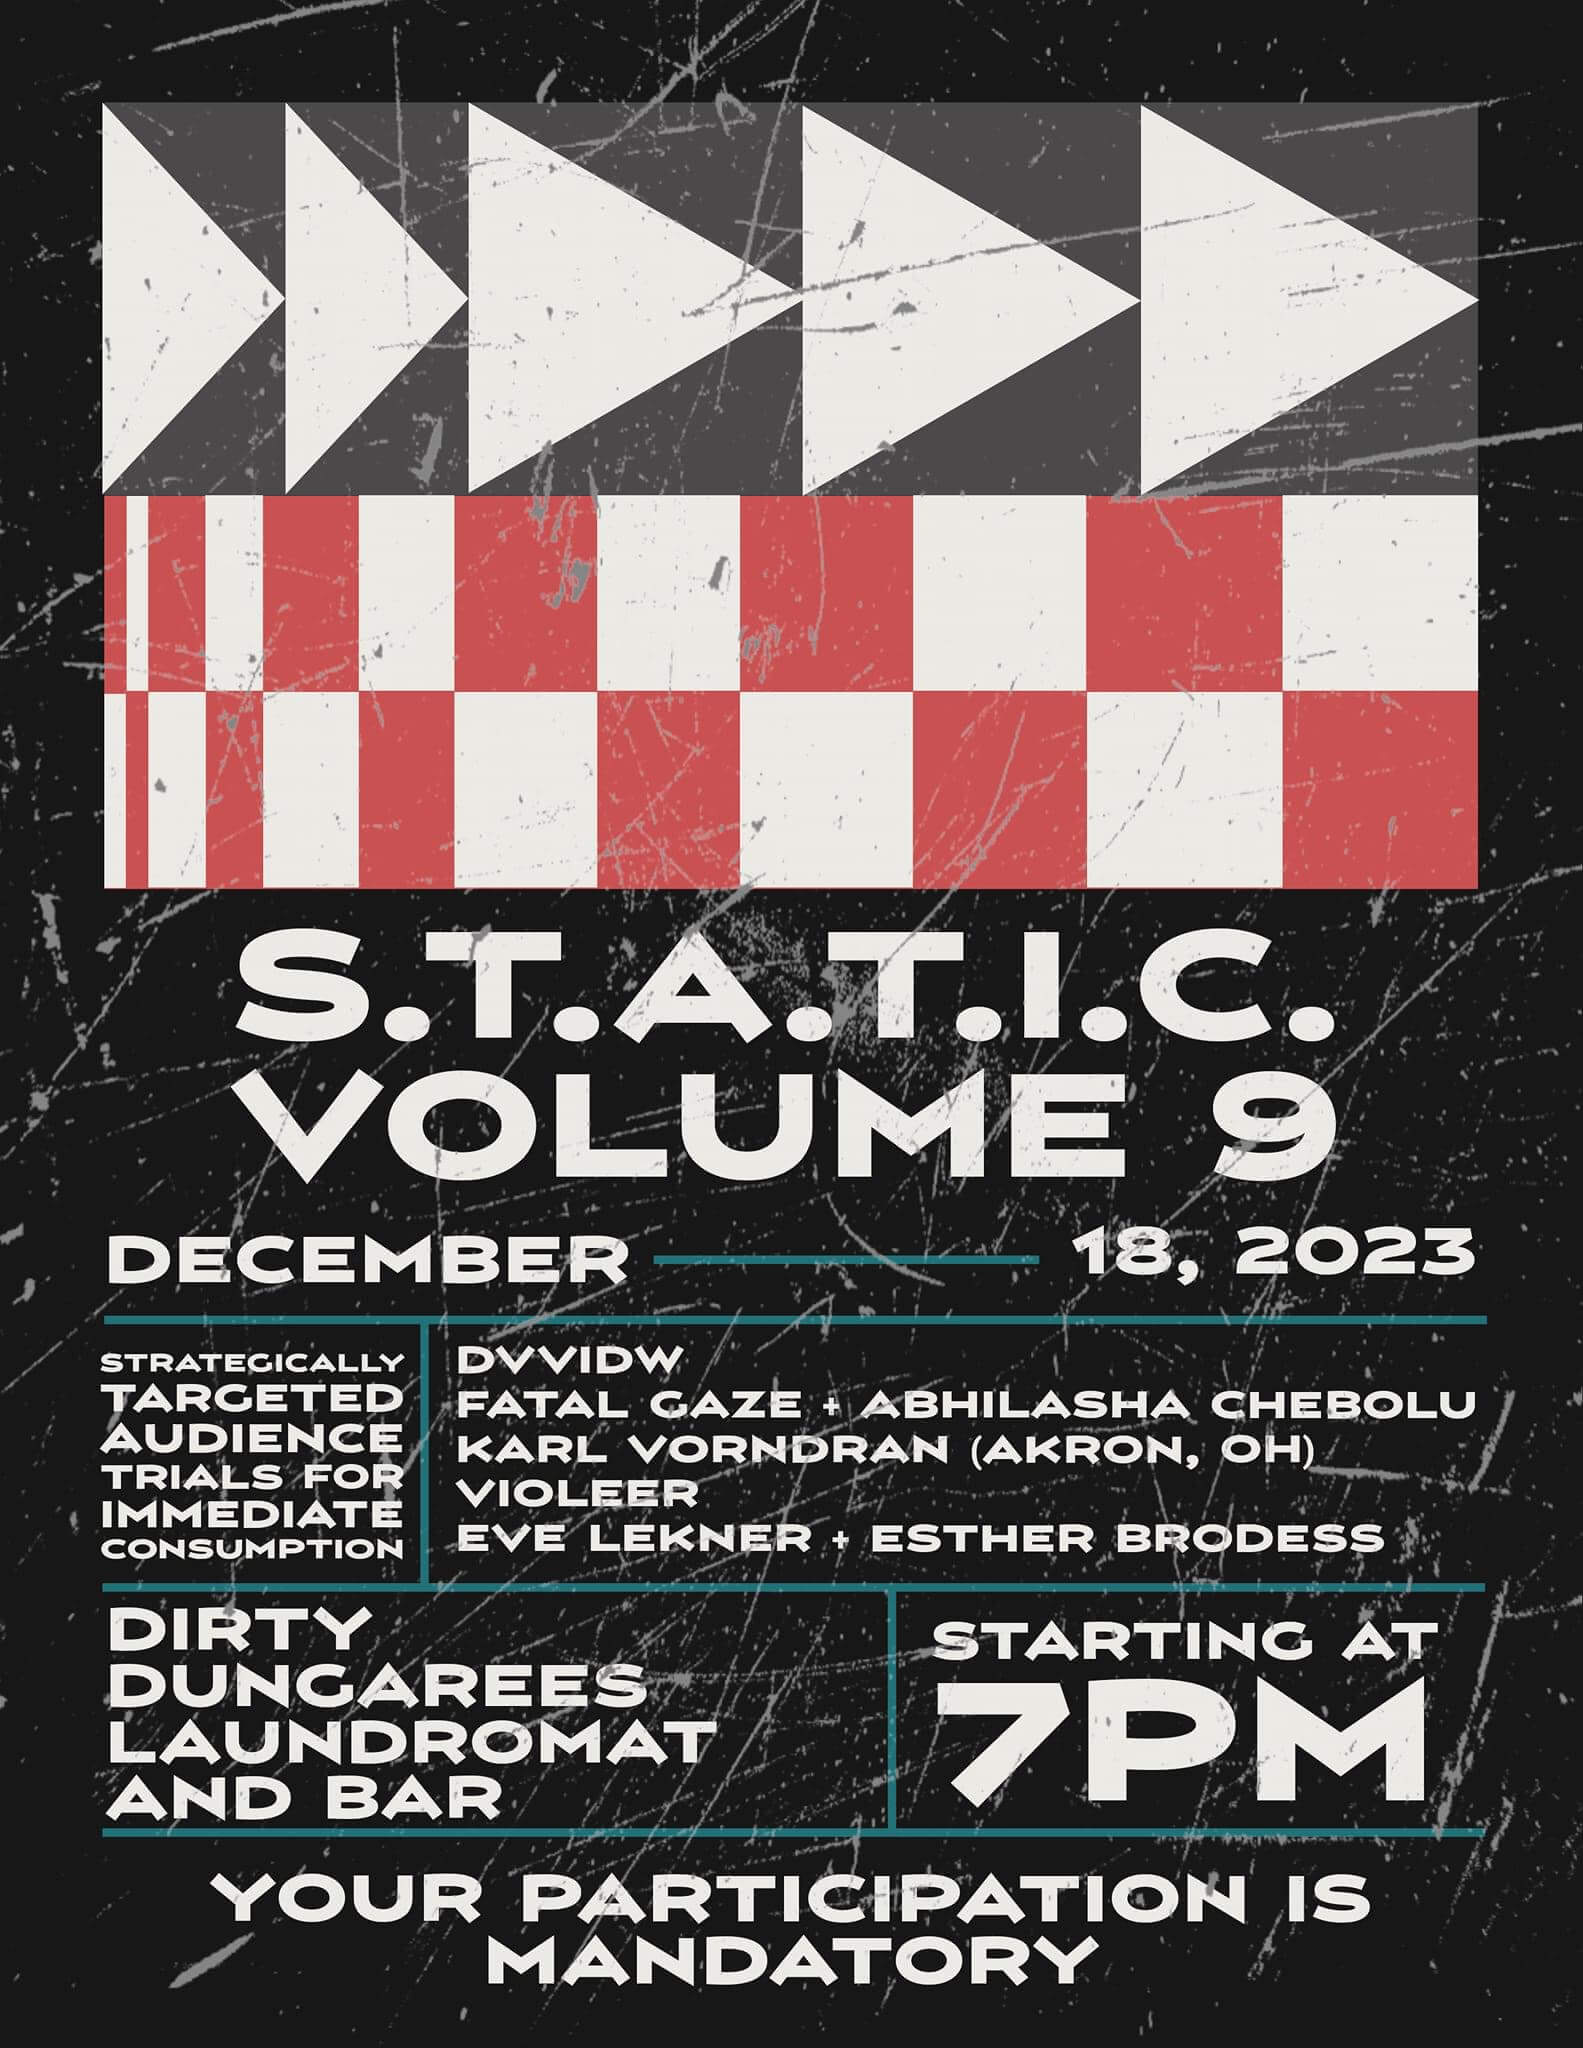 S.T.A.T.I.C.
VOLUME 9
DECEMBER 18, 2023
STRATEGICALLY
TARGETED
AUDIENCE
TRIALS FOR
IMMEDIATE
CONSUMPTION
DVVIDW
FATAL GAZE + ABHILASHA CHEBOLU
KARL VORNDRAN (AKRON, OH)
VIOLEER
EVE LEKNER + ESTHER BRODESS
DIRTY
DUNGAREES
LAUNDROMAT
AND BAR
STARTING AT
7PM
YOUR PARTICIPATION IS
MANDATORY